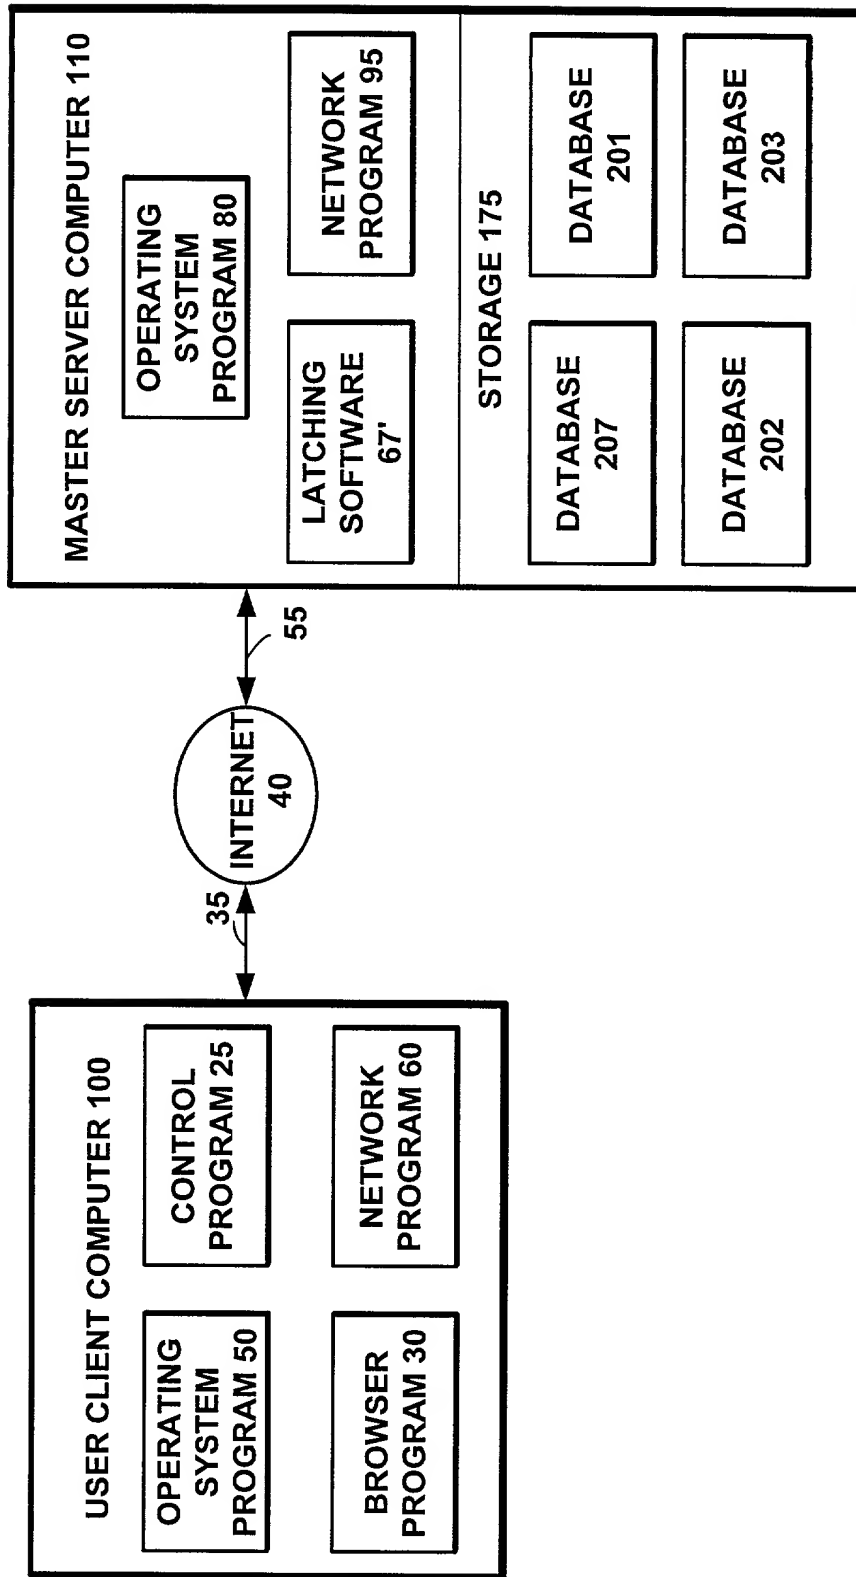 USER CLIENT COMPUTER 100
OPERATING
SYSTEM
PROGRAM 50
CONTROL
PROGRAM 25
BROWSER
PROGRAM 30
NETWORK
PROGRAM 60
35
INTERNET
40
55
MASTER SERVER COMPUTER 110
OPERATING
SYSTEM
PROGRAM 80
LATCHING
SOFTWARE
67'
NETWORK
PROGRAM 95
STORAGE 175
DATABASE
207
DATABASE
201
DATABASE
202
DATABASE
203